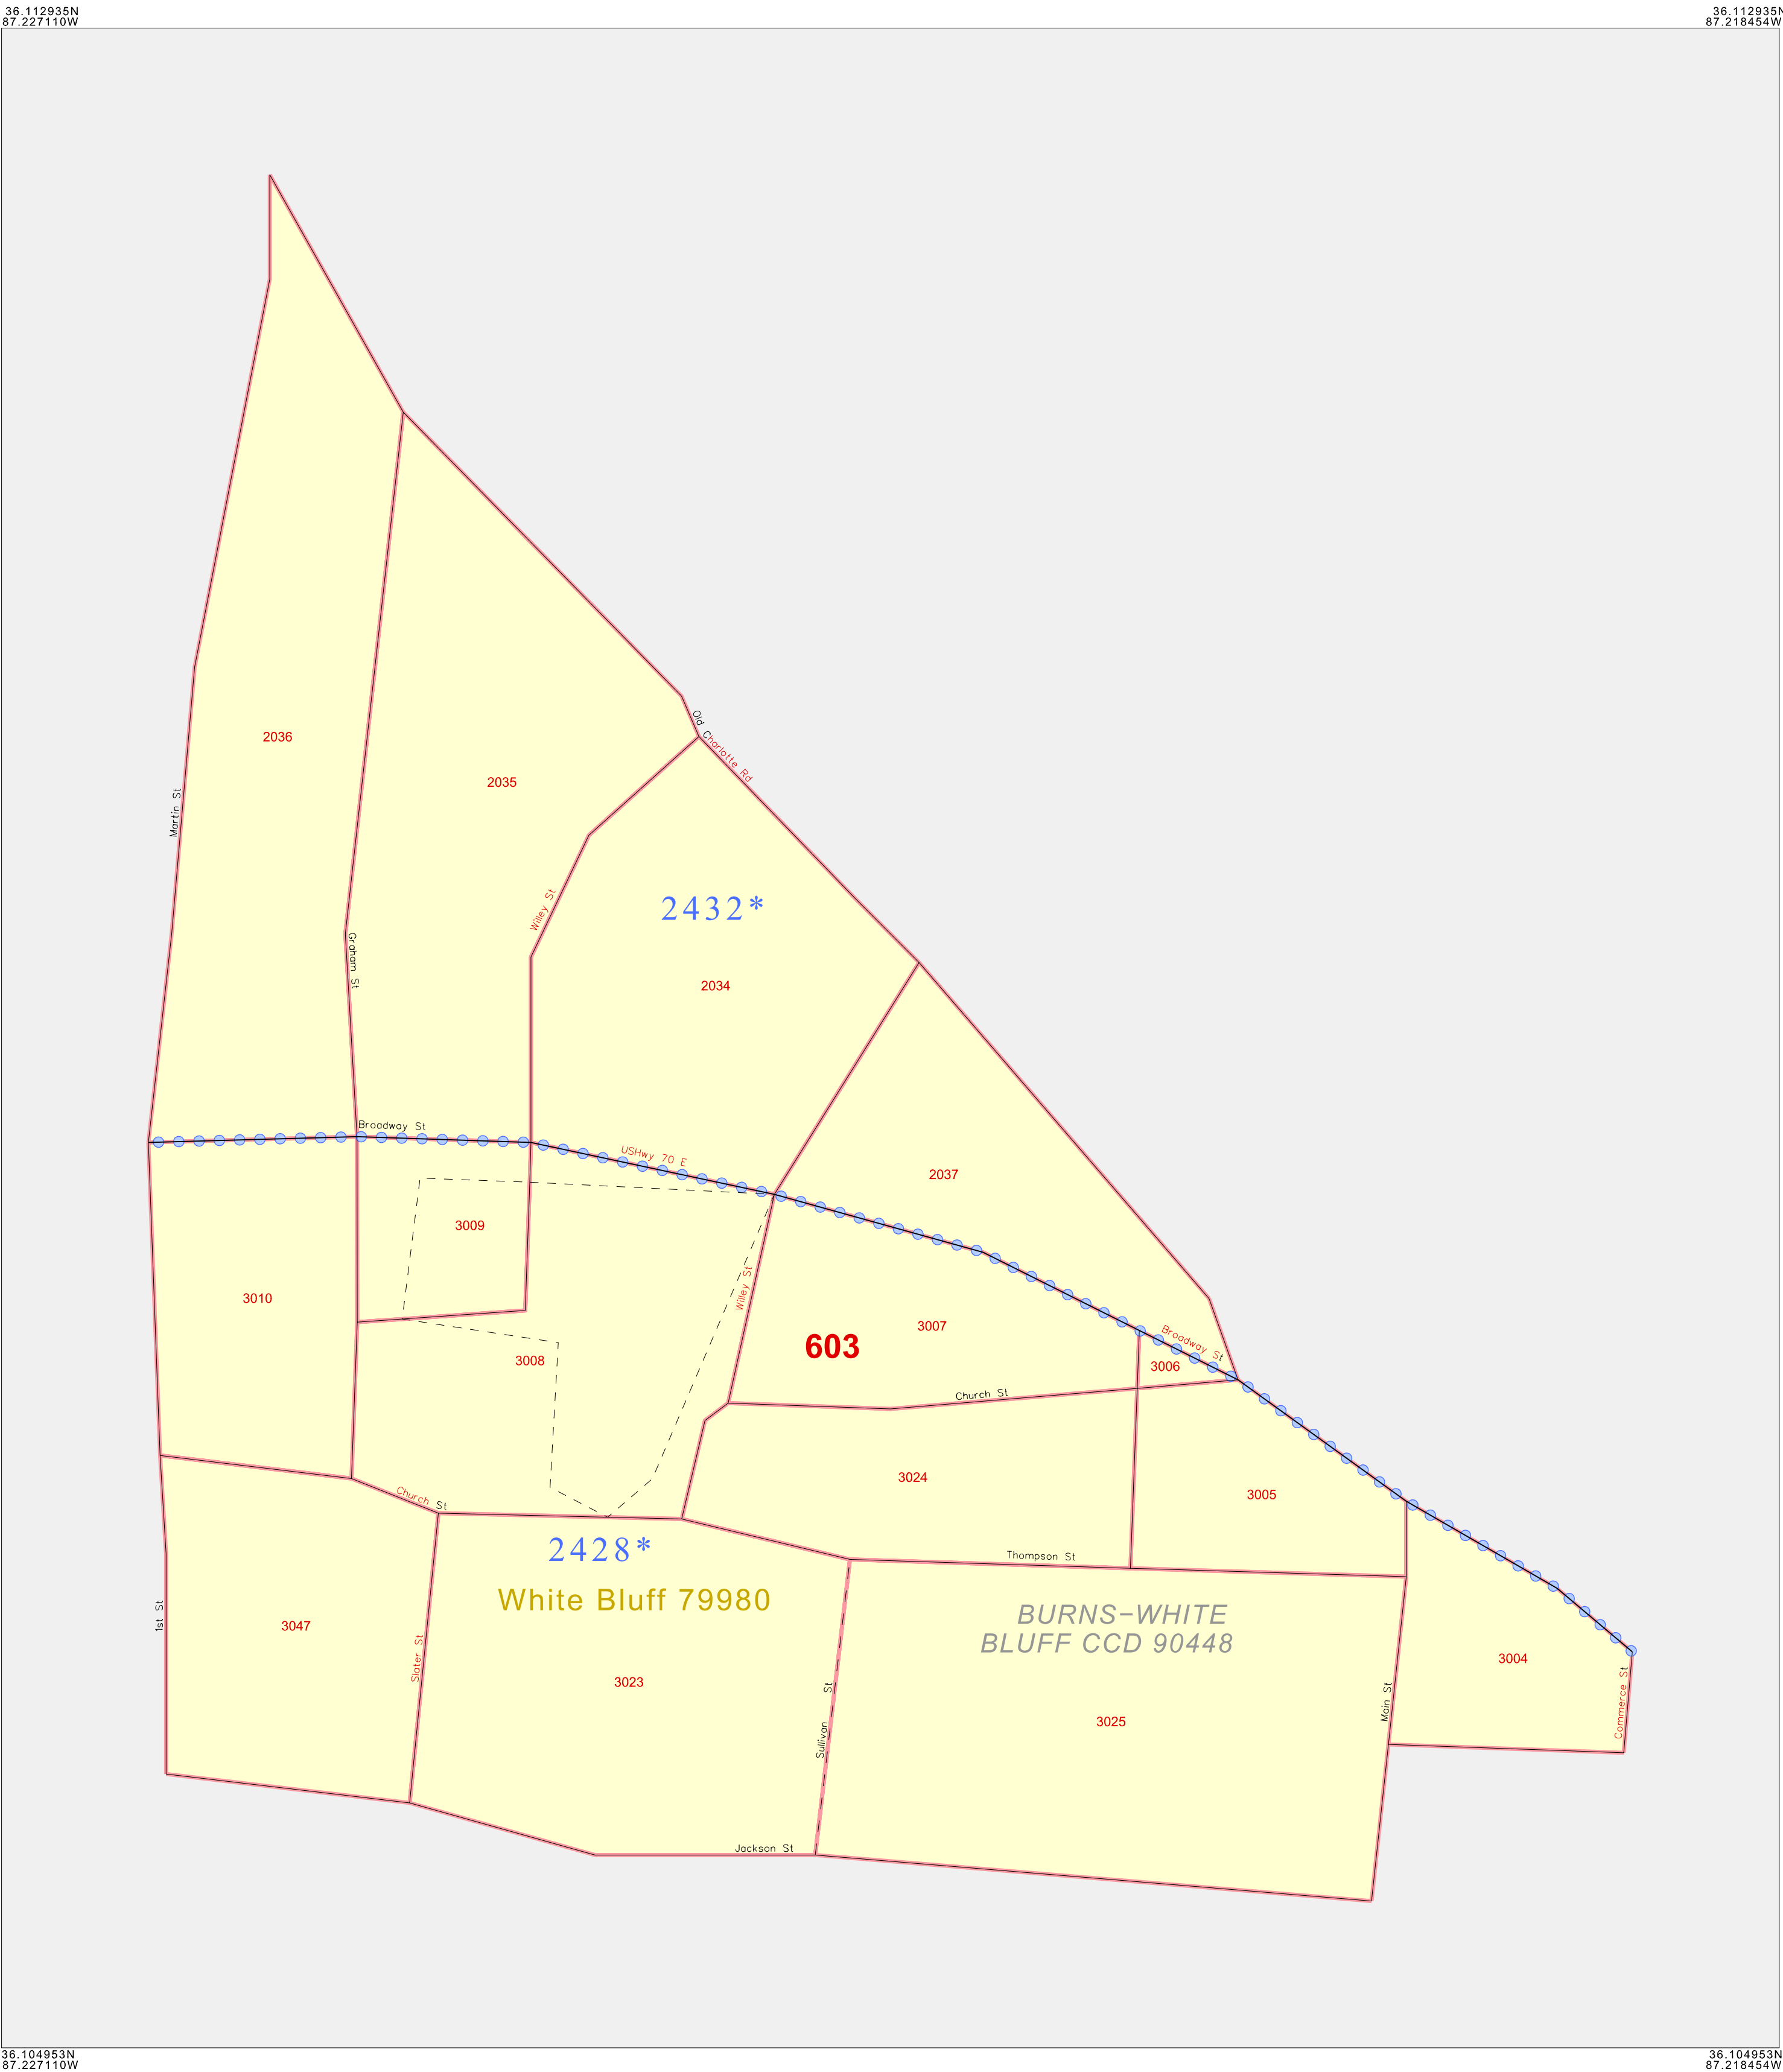 36.112935N
87.227110W
36.112935N
87.218454W
2036
Old Charlotte Rd
2035
Martin St
Willey St
2432*
Graham St
2034
Broadway St
USHwy 70 E
2037
3009
Willey St
3010
3007
603
Broadway St
3008
3006
Church St
3024
Church St
3005
2428*
Thompson St
White Bluff 79980
BURNS-WHITE
BLUFF CCD 90448
1st St
3047
Slater St
3004
3023
Sullivan St
Main St
Commerce St
3025
Jackson St
36.104953N
87.227110W
36.104953N
87.218454W